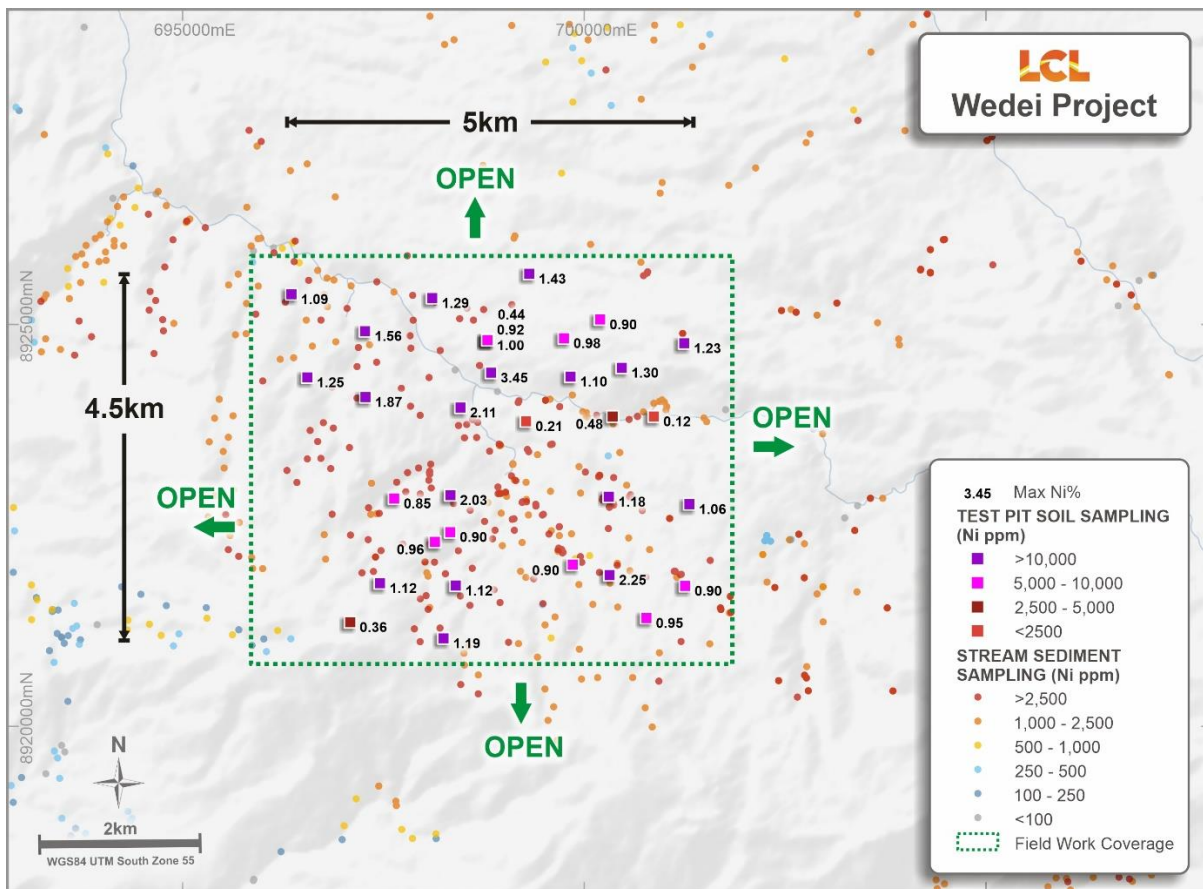 695000mE
700000mE
LCL
Wedei Project
5km
OPEN
8925000mN
4.5km
1.43
1.09
1.29
0.44
0.92
1.00
0.90
1.56
0.98
1.23
1.25
3.45
1.10
1.30
1.87
2.11
0.21
0.48
0.12
OPEN
OPEN
0.85
2.03
1.18
1.06
0.90
0.96
0.90
2.25
0.90
1.12
1.12
0.36
0.95
1.19
OPEN
8920000mN
N
2km
WGS84 UTM South Zone 55
3.45 Max Ni%
TEST PIT SOIL SAMPLING
(Ni ppm)
>10,000
5,000 - 10,000
2,500 - 5,000
<2500
STREAM SEDIMENT
SAMPLING (Ni ppm)
>2,500
1,000 - 2,500
500 - 1,000
250 - 500
100 - 250
<100
Field Work Coverage